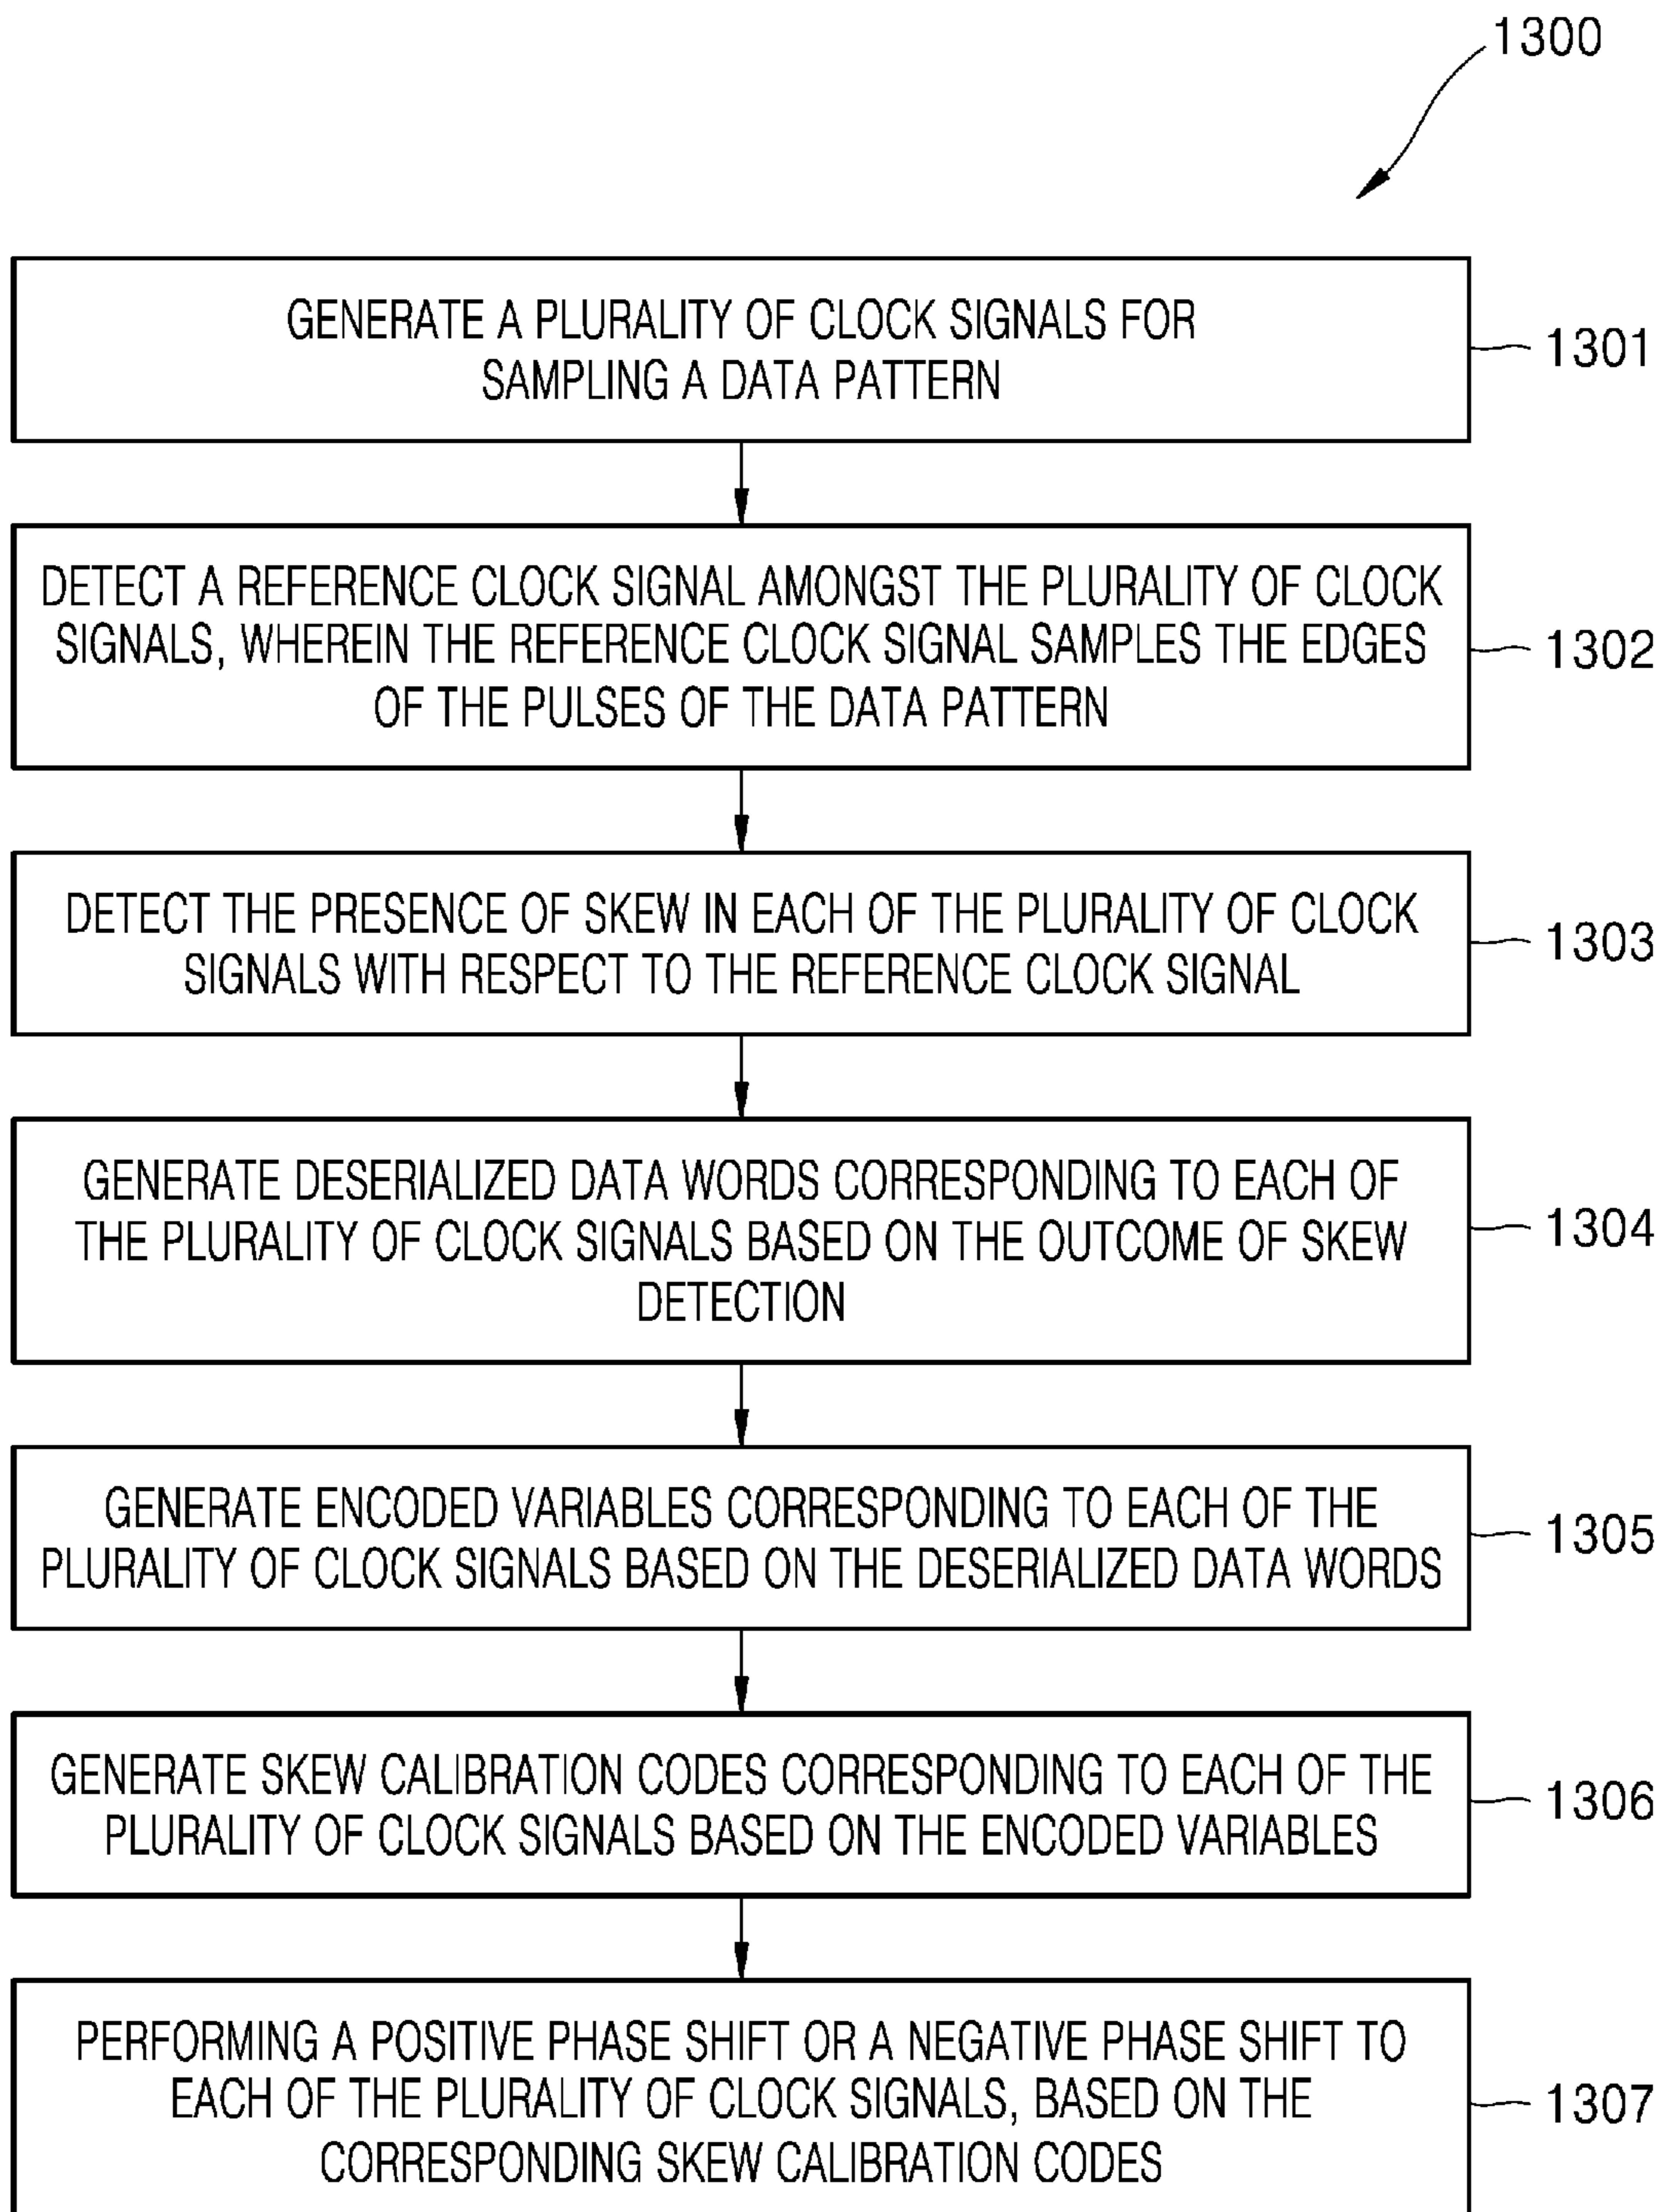 1300
GENERATE A PLURALITY OF CLOCK SIGNALS FOR
SAMPLING A DATA PATTERN
1301
DETECT A REFERENCE CLOCK SIGNAL AMONGST THE PLURALITY OF CLOCK
SIGNALS, WHEREIN THE REFERENCE CLOCK SIGNAL SAMPLES THE EDGES
OF THE PULSES OF THE DATA PATTERN
1302
DETECT THE PRESENCE OF SKEW IN EACH OF THE PLURALITY OF CLOCK
SIGNALS WITH RESPECT TO THE REFERENCE CLOCK SIGNAL
1303
GENERATE DESERIALIZED DATA WORDS CORRESPONDING TO EACH OF
THE PLURALITY OF CLOCK SIGNALS BASED ON THE OUTCOME OF SKEW
DETECTION
1304
GENERATE ENCODED VARIABLES CORRESPONDING TO EACH OF THE
PLURALITY OF CLOCK SIGNALS BASED ON THE DESERIALIZED DATA WORDS
1305
GENERATE SKEW CALIBRATION CODES CORRESPONDING TO EACH OF THE
PLURALITY OF CLOCK SIGNALS BASED ON THE ENCODED VARIABLES
1306
PERFORMING A POSITIVE PHASE SHIFT OR A NEGATIVE PHASE SHIFT TO
EACH OF THE PLURALITY OF CLOCK SIGNALS, BASED ON THE
CORRESPONDING SKEW CALIBRATION CODES
1307